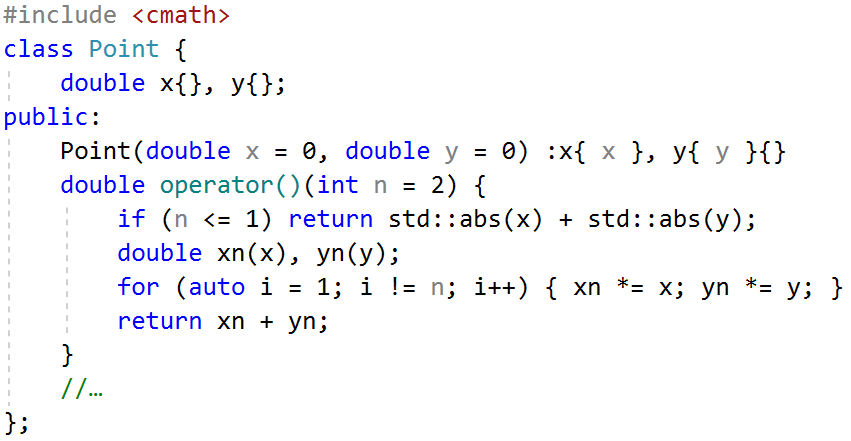 #include <cmath>
class Point {
    double x{}, y{};
public:
    Point(double x = 0, double y = 0) :x{ x }, y{ y }{}
    double operator()(int n = 2) {
        if (n <= 1) return std::abs(x) + std::abs(y);
        double xn(x), yn(y);
        for (auto i = 1; i != n; i++) { xn *= x; yn *= y; }
        return xn + yn;
    }
    //…
};